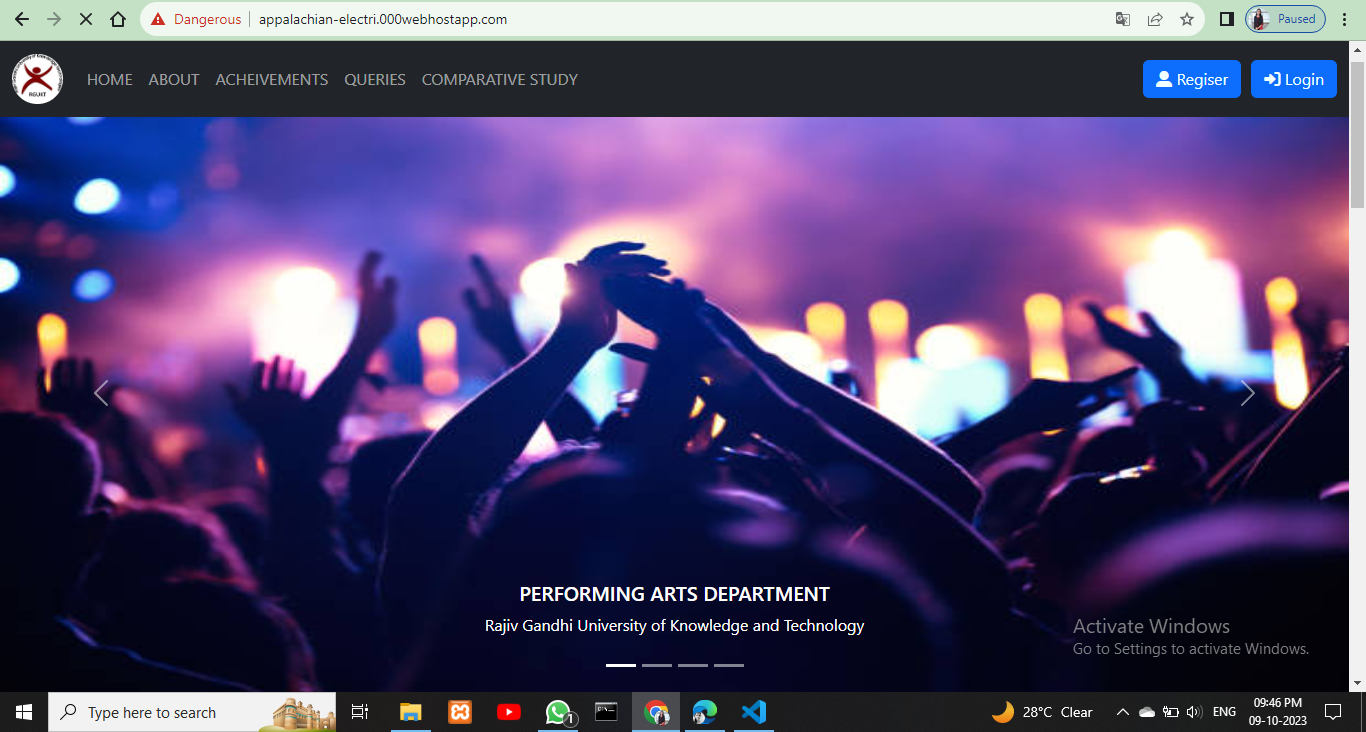 Dangerous
appalachian-electri.000webhostapp.com
Paused
RGUKT
HOME
ABOUT
ACHEIVEMENTS
QUERIES
COMPARATIVE STUDY
Regiser
Login
PERFORMING ARTS DEPARTMENT
Rajiv Gandhi University of Knowledge and Technology
Activate Windows
Go to Settings to activate Windows.
Type here to search
1
28°C Clear
ENG
09:46 PM
09-10-2023